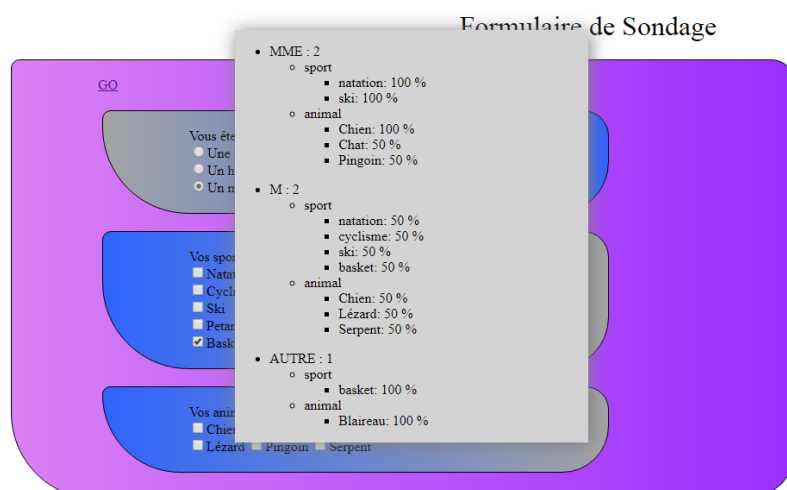 Formulaire de Sondage
GO
MME : 2
sport
natation: 100 %
ski: 100 %
animal
Chien: 100 %
Chat: 50 %
Pingoin: 50 %
M : 2
sport
natation: 50 %
cyclisme: 50 %
ski: 50 %
basket: 50 %
animal
Chien: 50 %
Lézard: 50 %
Serpent: 50 %
AUTRE : 1
sport
basket: 100 %
animal
Blaireau: 100 %
Vous ête
Une
Un h
Un m
Vos spor
Natat
Cycli
Ski
Petan
Bask
Vos anim
Chien
Lézard Pingoin Serpent